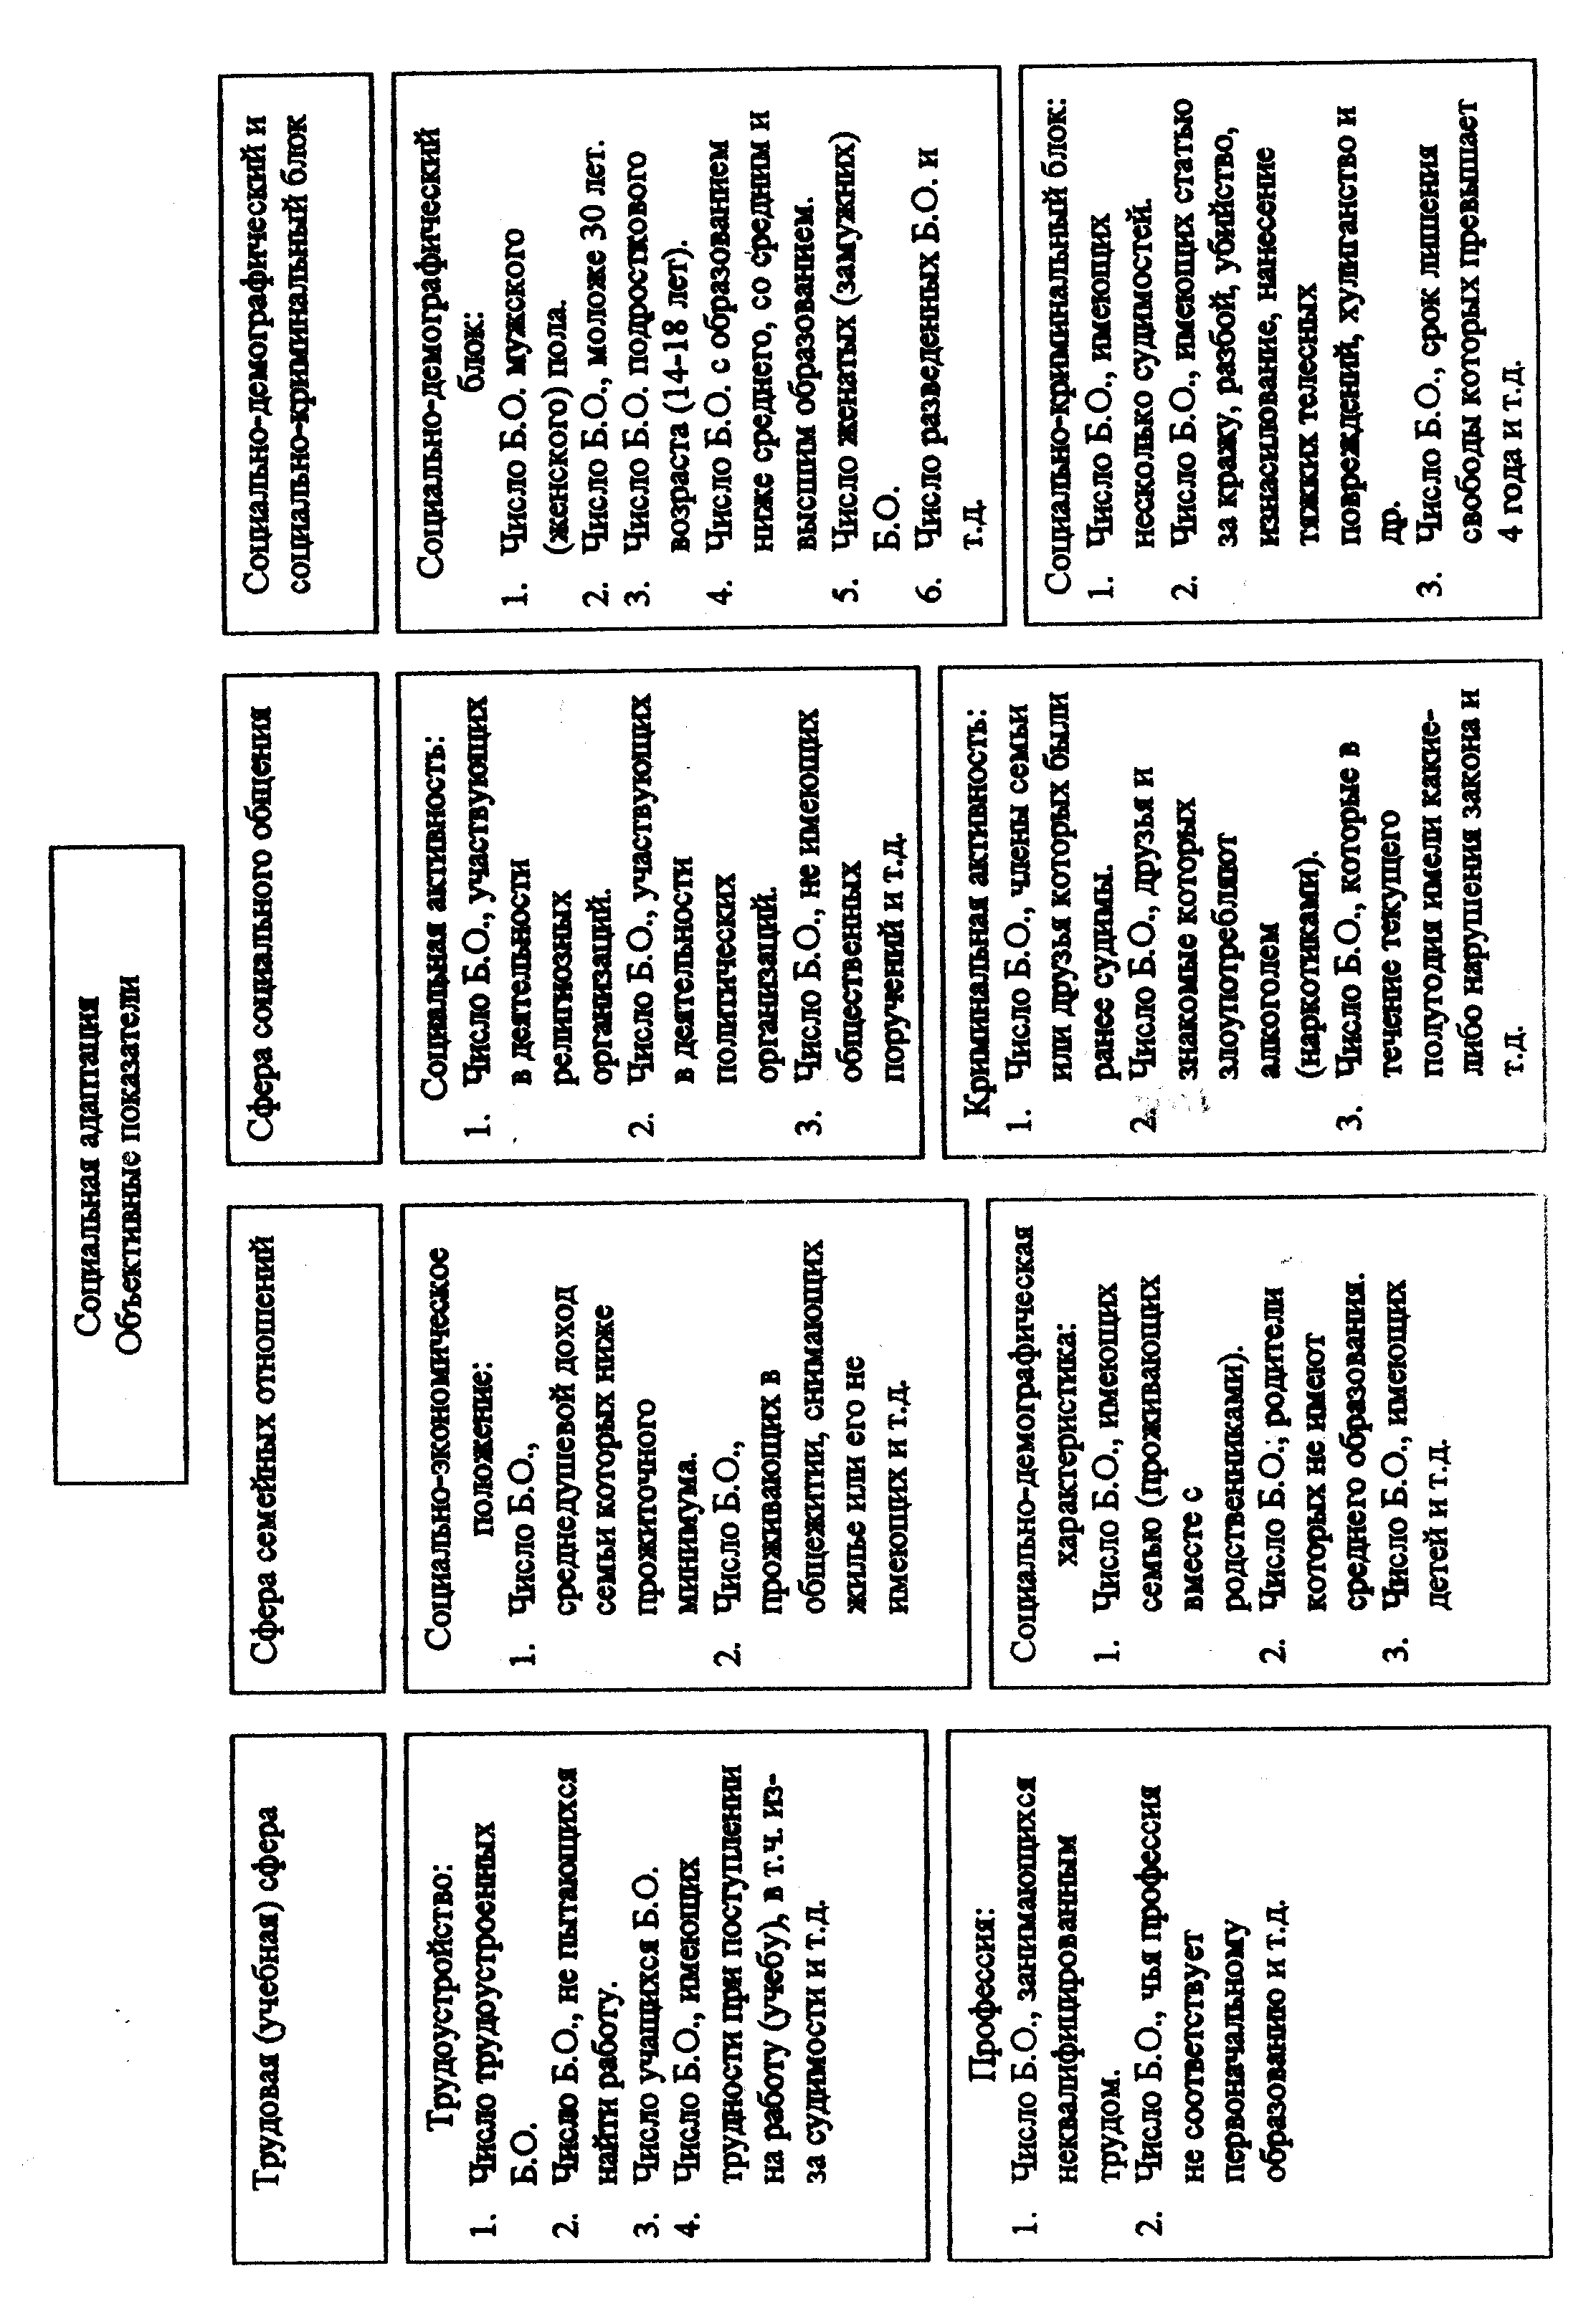 Социальная адаптация
Объективные показатели
Трудовая (учебная) сфера
Трудоустройство:
1. Число трудоустроенных
Б.О.
2. Число Б.О., не пытающихся
найти работу.
3. Число учащихся Б.О.
4. Число Б.О., имеющих
трудности при поступлении
на работу (учебу), в т.ч. из-
за судимости и т.д.
Профессия:
1. Число Б.О., занимающихся
неквалифицированным
трудом.
2. Число Б.О., чья профессия
не соответствует
первоначальному
образованию и т.д.
Сфера семейных отношений
Социально-экономическое
положение:
1. Число Б.О.,
среднедушевой доход
семьи которых ниже
прожиточного
минимума.
2. Число Б.О.,
проживающих в
общежитии, снимающих
жилье или его не
имеющих и т.д.
Социально-демографическая
характеристика:
1. Число Б.О., имеющих
семью (проживающих
вместе с
родственниками).
2. Число Б.О.; родители
которых не имеют
среднего образования.
3. Число Б.О., имеющих
детей и т.д.
Сфера социального общения
Социальная активность:
1. Число Б.О., участвующих
в деятельности
религиозных
организаций.
2. Число Б.О., участвующих
в деятельности
политических
организаций.
3. Число Б.О., не имеющих
общественных
поручений и т.д.
Криминальная активность:
1. Число Б.О., члены семьи
или друзья которых были
ранее судимы.
2. Число Б.О., друзья и
знакомые которых
злоупотребляют
алкоголем
(наркотиками).
3. Число Б.О., которые в
течение текущего
полугодия имели какие-
либо нарушения закона и
т.д.
Социально-демографический и
социально-криминальный блок
Социально-демографический
блок:
1. Число Б.О. мужского
(женского) пола.
2. Число Б.О., моложе 30 лет.
3. Число Б.О. подросткового
возраста (14-18 лет).
4. Число Б.О. с образованием
ниже среднего, со средним и
высшим образованием.
5. Число женатых (замужних)
Б.О.
6. Число разведенных Б.О. и
т.д.
Социально-криминальный блок:
1. Число Б.О., имеющих
несколько судимостей.
2. Число Б.О., имеющих статью
за кражу, разбой, убийство,
изнасилование, нанесение
тяжких телесных
повреждений, хулиганство и
др.
3. Число Б.О., срок лишения
свободы которых превышает
4 года и т.д.